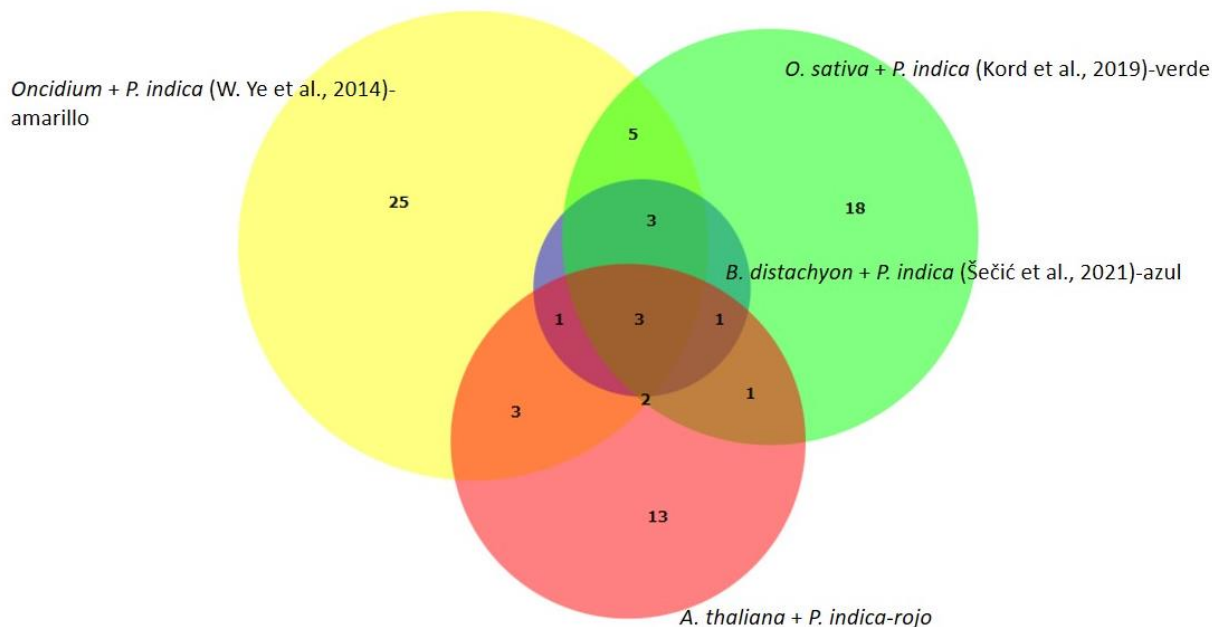 Oncidium + P. indica (W. Ye et al., 2014)-
amarillo
O. sativa + P. indica (Kord et al., 2019)-verde
5
25
18
3
B. distachyon + P. indica (Šečić et al., 2021)-azul
1
3
1
2
1
3
13
A. thaliana + P. indica-rojo